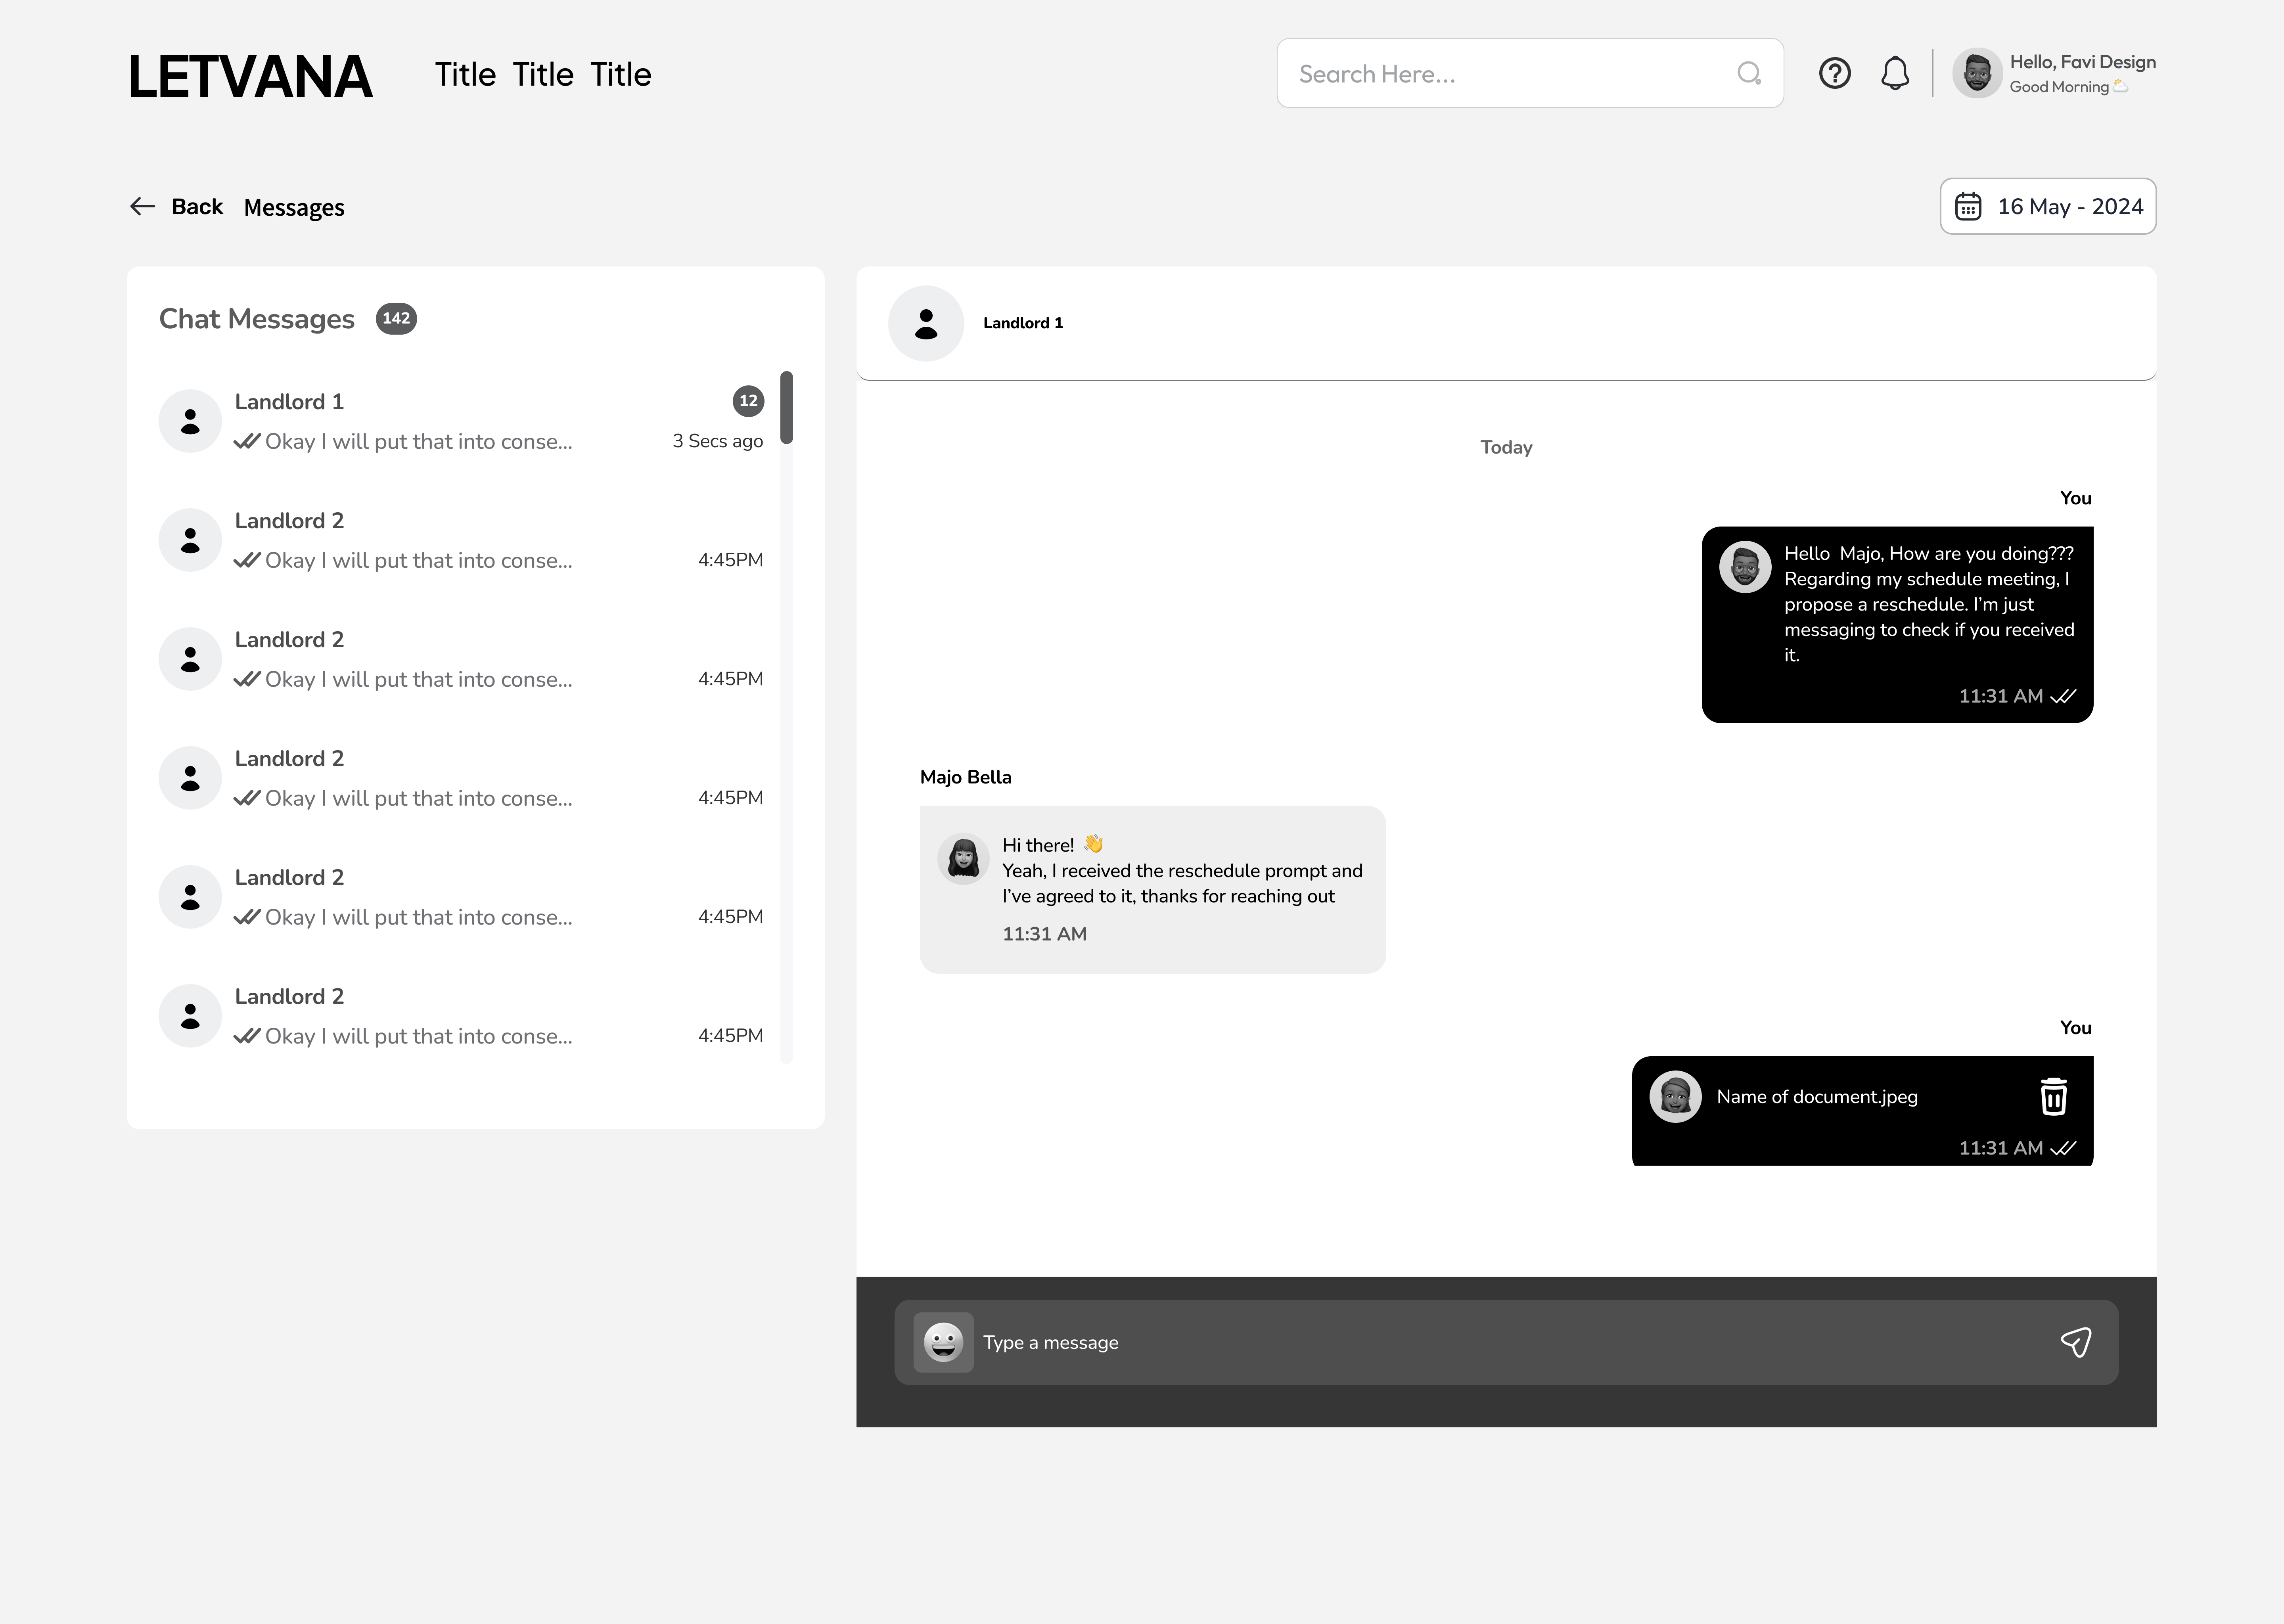 LETVANA
Title Title Title
Search Here...
Hello, Favi Design
Good Morning
Back Messages
16 May - 2024
Chat Messages 142
Landlord 1
12
Okay I will put that into conse...
3 Secs ago
Landlord 2
Okay I will put that into conse...
4:45PM
Landlord 2
Okay I will put that into conse...
4:45PM
Landlord 2
Okay I will put that into conse...
4:45PM
Landlord 2
Okay I will put that into conse...
4:45PM
Landlord 2
Okay I will put that into conse...
4:45PM
Landlord 1
Today
You
Hello  Majo, How are you doing???
Regarding my schedule meeting, I
propose a reschedule. I’m just
messaging to check if you received
it.
11:31 AM
Majo Bella
Hi there! 👋
Yeah, I received the reschedule prompt and
I’ve agreed to it, thanks for reaching out
11:31 AM
You
Name of document.jpeg
11:31 AM
Type a message